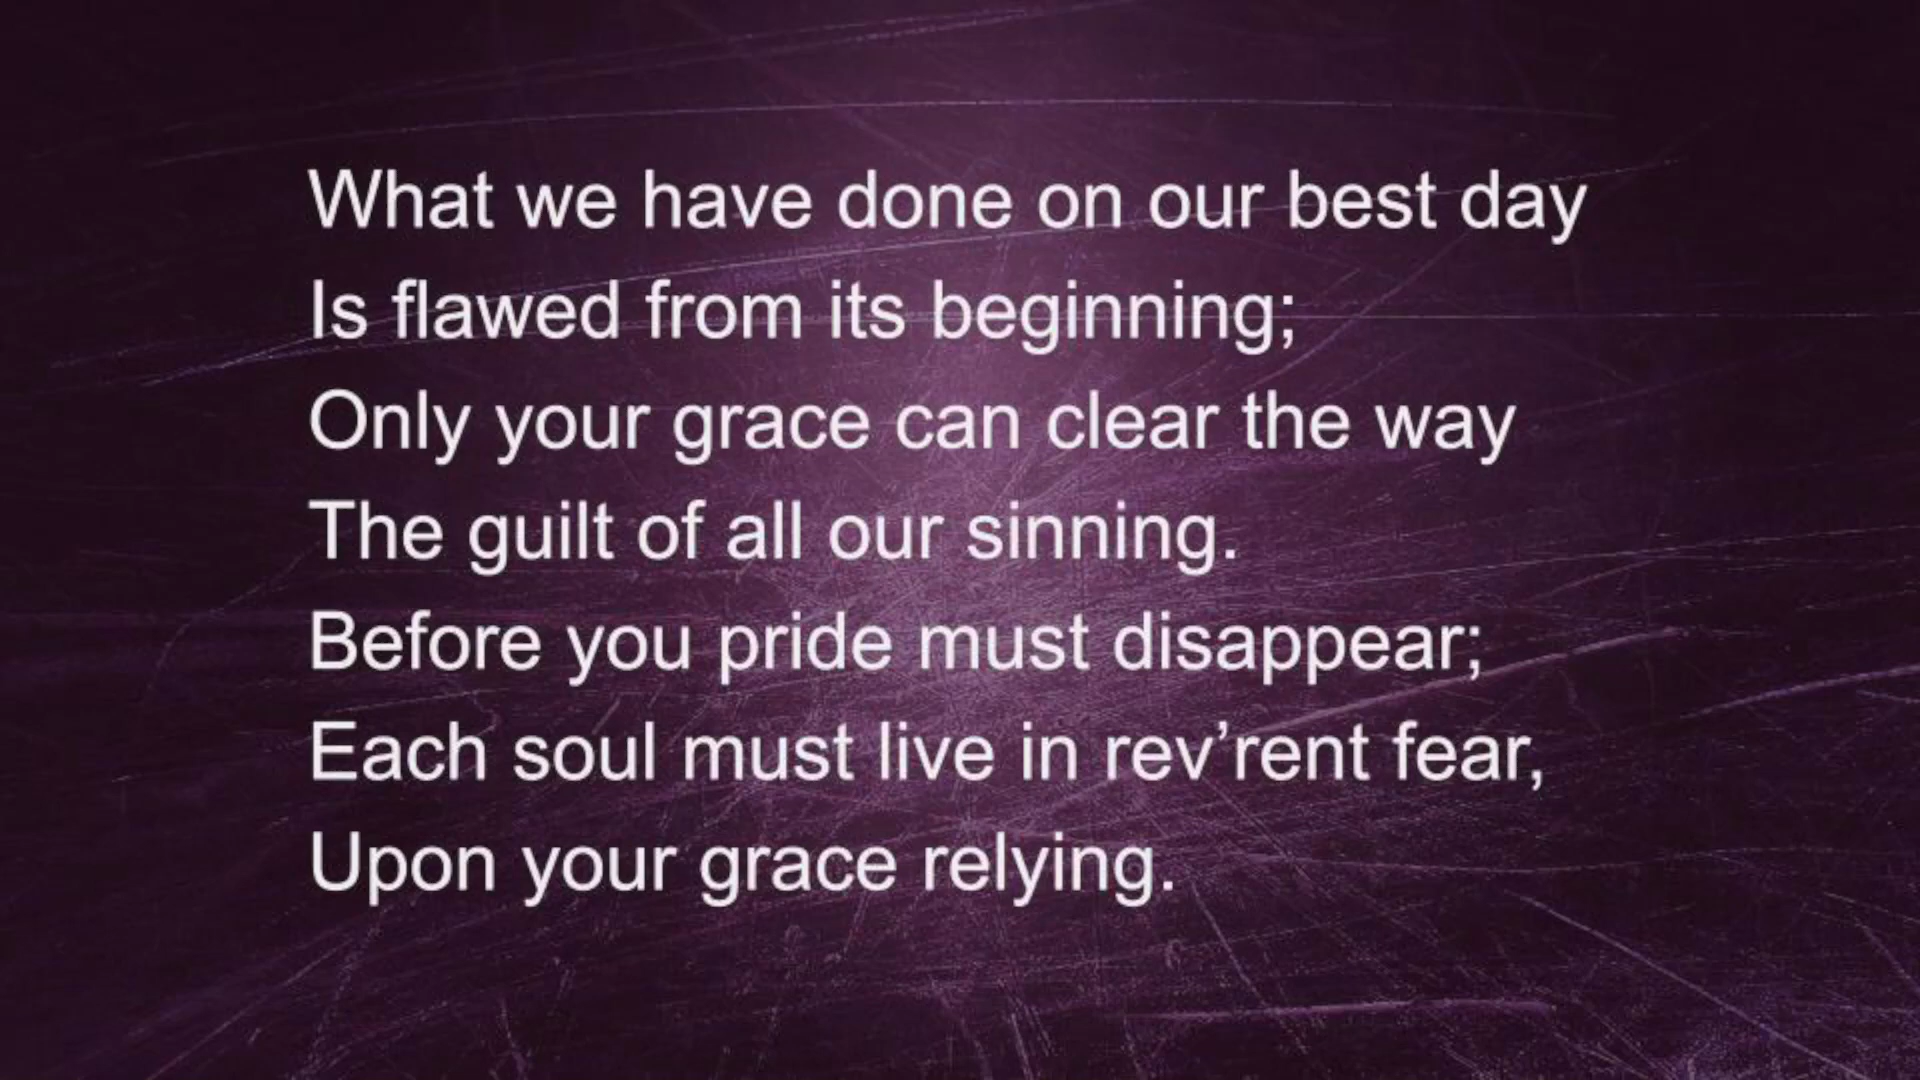 What we have done on our best day
Is flawed from its beginning;
Only your grace can clear the way
The guilt of all our sinning.
Before you pride must disappear;
Each soul must live in rev’rent fear,
Upon your grace relying.